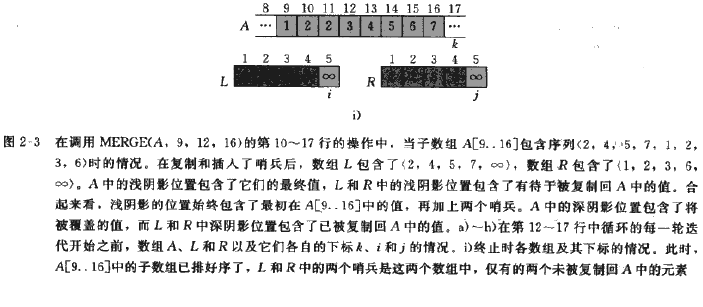 8 9 10 11 12 13 14 15 16 17
A ... 1 2 2 3 4 5 6 7 ...
k
1 2 3 4 5 1 2 3 4 5
L ∞ R ∞
i j
i)
图 2-3 在调用 MERGE(A, 9, 12, 16)的第 10~17 行的操作中,当子数组 A[9..16]包含序列〈2, 4, 5, 7, 1, 2,
3, 6〉时的情况。在复制和插入了哨兵后,数组 L 包含了〈2, 4, 5, 7, ∞〉,数组 R 包含了〈1, 2, 3, 6,
∞〉。A 中的浅阴影位置包含了它们的最终值,L 和 R 中的浅阴影位置包含了有待于被复制回 A 中的值。合
起来看,浅阴影的位置始终包含了最初在 A[9..16]中的值,再加上两个哨兵。A 中的深阴影位置包含了将
被覆盖的值,而 L 和 R 中深阴影位置包含了已被复制回 A 中的值。a)~h)在第 12~17 行中循环的每一轮迭
代开始之前,数组 A、L 和 R 以及它们各自的下标 k、i 和 j 的情况。i)终止时各数组及其下标的情况。此时,
A[9..16]中的子数组已排好序了,L 和 R 中的两个哨兵是这两个数组中,仅有的两个未被复制回 A 中的元素